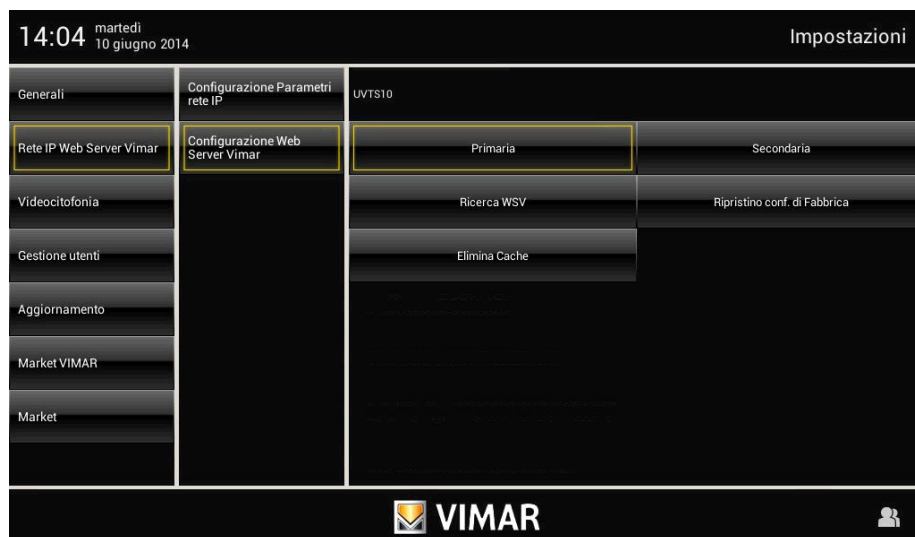 14:04 martedì
10 giugno 2014
Impostazioni
Generali
Rete IP Web Server Vimar
Videocitofonia
Gestione utenti
Aggiornamento
Market VIMAR
Market
Configurazione Parametri
rete IP
Configurazione Web
Server Vimar
UVTS10
Primaria
Secondaria
Ricerca WSV
Ripristino conf. di Fabbrica
Elimina Cache
VIMAR